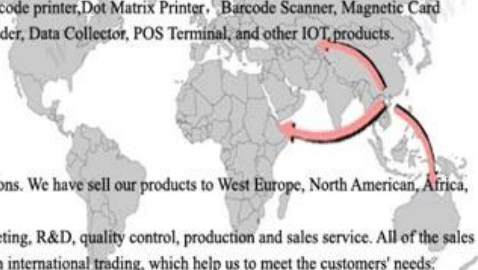 code printer,Dot Matrix Printer, Barcode Scanner, Magnetic Card
der, Data Collector, POS Terminal, and other IOT products.
ons. We have sell our products to West Europe, North American, Africa,
eting, R&D, quality control, production and sales service. All of the sales
n international trading, which help us to meet the customers' needs.